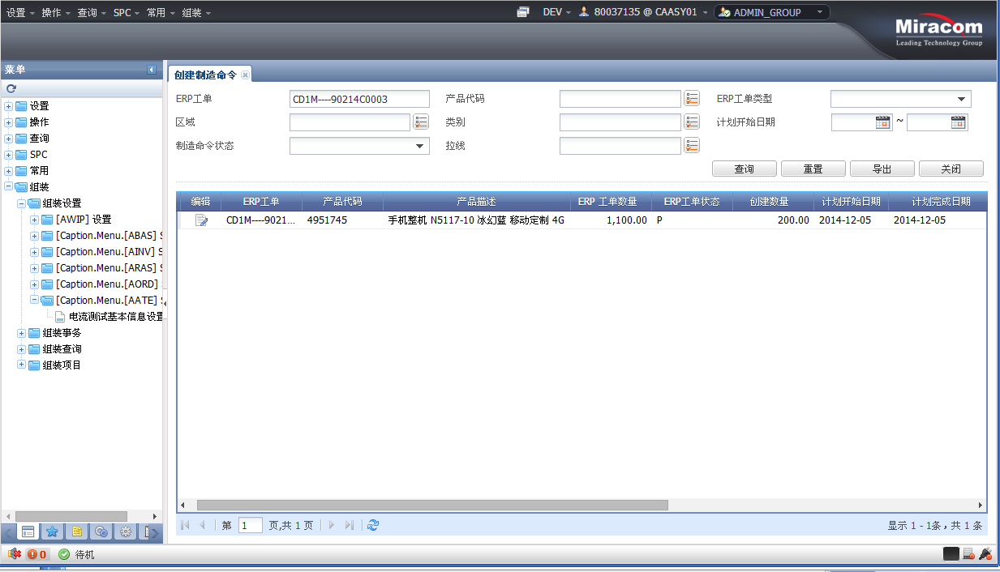 设置 操作 查询 SPC 常用 组装 DEV 80037135 @ CAASY01 ADMIN_GROUP
Miracom
Leading Technology Group
菜单
设置
操作
查询
SPC
常用
组装
组装设置
[AWIP] 设置
[Caption.Menu.[ABAS] S
[Caption.Menu.[AINV] S
[Caption.Menu.[ARAS] S
[Caption.Menu.[AORD]
[Caption.Menu.[AATE] S
电流测试基本信息设置
组装事务
组装查询
组装项目
创建制造命令
ERP工单 CD1M----90214C0003 产品代码 ERP工单类型
区域 类别 计划开始日期 ~
制造命令状态 拉线
查询 重置 导出 关闭
编辑 ERP工单 产品代码 产品描述 ERP 工单数量 ERP工单状态 创建数量 计划开始日期 计划完成日期
CD1M----9021... 4951745 手机整机 N5117-10 冰幻蓝 移动定制 4G 1,100.00 P 200.00 2014-12-05 2014-12-05
第 1 页,共 1 页 显示 1 - 1条，共 1 条
0 待机